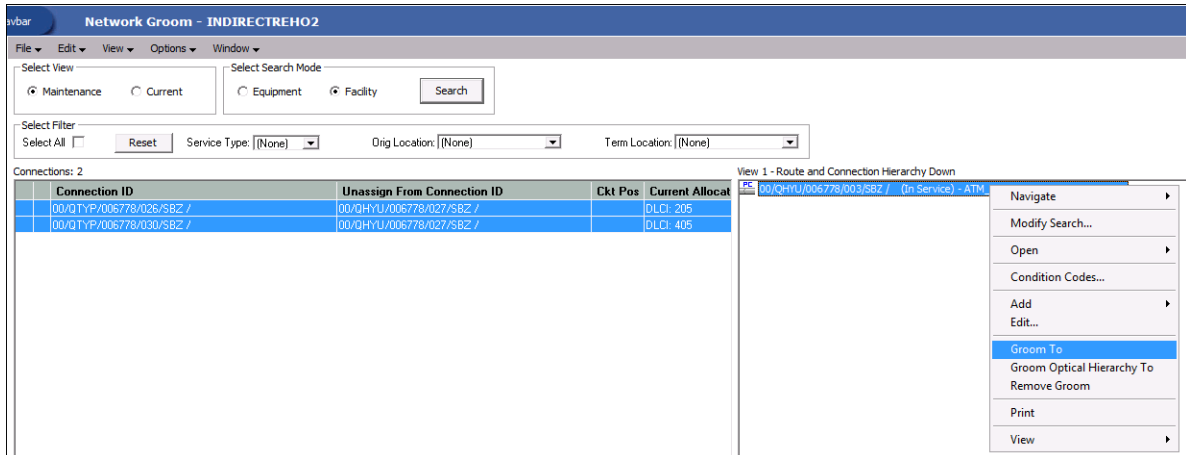 avbar Network Groom - INDIRECTREHO2
File Edit View Options Window
Select View Select Search Mode
Maintenance Current Equipment Facility Search
Select Filter
Select All Reset Service Type: (None) Orig Location: (None) Term Location: (None)
Connections: 2
Connection ID Unassign From Connection ID Ckt Pos Current Allocat
00/QTYP/006778/026/SBZ / 00/QHYU/006778/027/SBZ / DLCI: 205
00/QTYP/006778/030/SBZ / 00/QHYU/006778/027/SBZ / DLCI: 405
View 1 - Route and Connection Hierarchy Down
PC 00/QHYU/006778/003/SBZ / (In Service) - ATM_
Navigate
Modify Search...
Open
Condition Codes...
Add
Edit...
Groom To
Groom Optical Hierarchy To
Remove Groom
Print
View